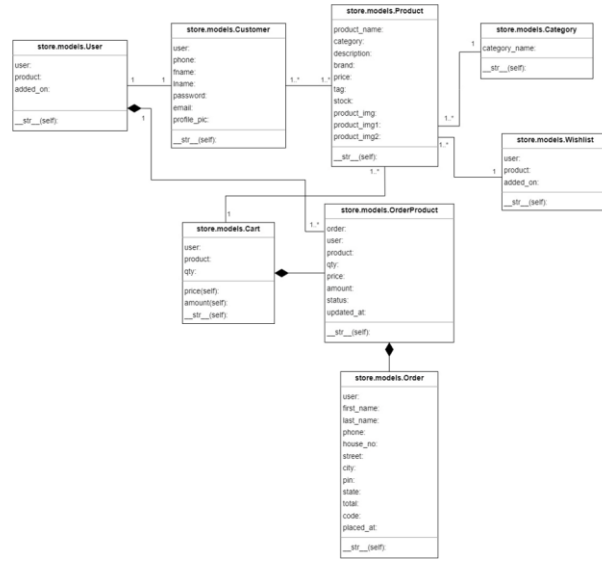 store.models.User
user:
product:
added_on:
__str__(self):
store.models.Customer
user:
phone:
fname:
lname:
password:
email:
profile_pic:
__str__(self):
store.models.Product
product_name:
category:
description:
brand:
price:
tag:
stock:
product_img:
product_img1:
product_img2:
__str__(self):
store.models.Category
category_name:
__str__(self):
store.models.Wishlist
user:
product:
added_on:
__str__(self):
1
1
1..*
1..*
1
1..*
1..*
1
1
1..*
1
1..*
store.models.Cart
user:
product:
qty:
price(self):
amount(self):
__str__(self):
store.models.OrderProduct
order:
user:
product:
qty:
price:
amount:
status:
updated_at:
__str__(self):
store.models.Order
user:
first_name:
last_name:
phone:
house_no:
street:
city:
pin:
state:
total:
code:
placed_at:
__str__(self):